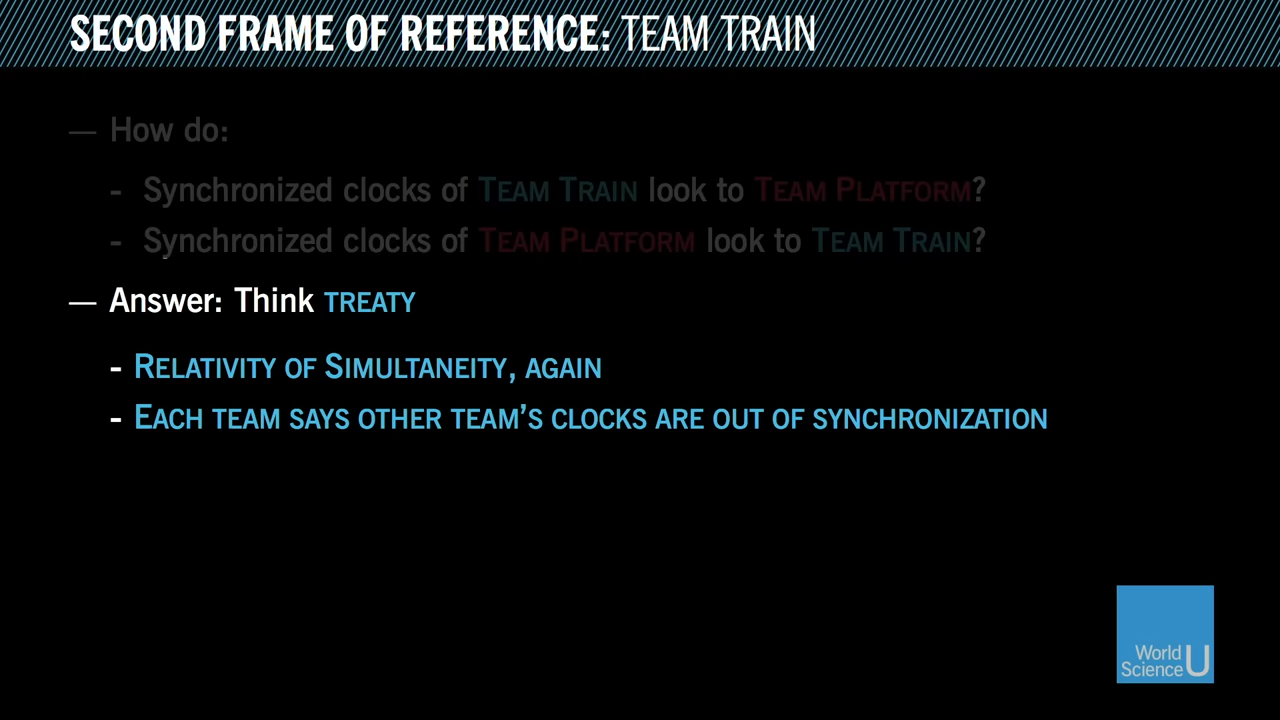 SECOND FRAME OF REFERENCE: TEAM TRAIN
— How do:
- Synchronized clocks of TEAM TRAIN look to TEAM PLATFORM?
- Synchronized clocks of TEAM PLATFORM look to TEAM TRAIN?
— Answer: Think TREATY
- RELATIVITY OF SIMULTANEITY, AGAIN
- EACH TEAM SAYS OTHER TEAM'S CLOCKS ARE OUT OF SYNCHRONIZATION
World
Science U